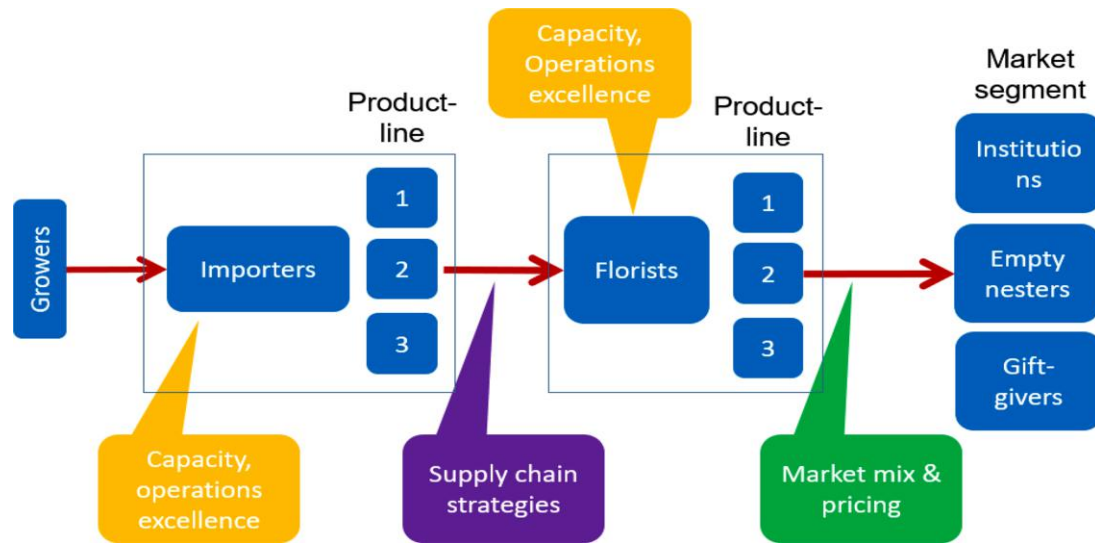 Capacity,
Operations
excellence
Market
segment
Product-
line
Product-
line
Institutio
ns
1
1
Growers
Importers
2
Florists
2
Empty
nesters
3
3
Gift-
givers
Capacity,
operations
excellence
Supply chain
strategies
Market mix &
pricing